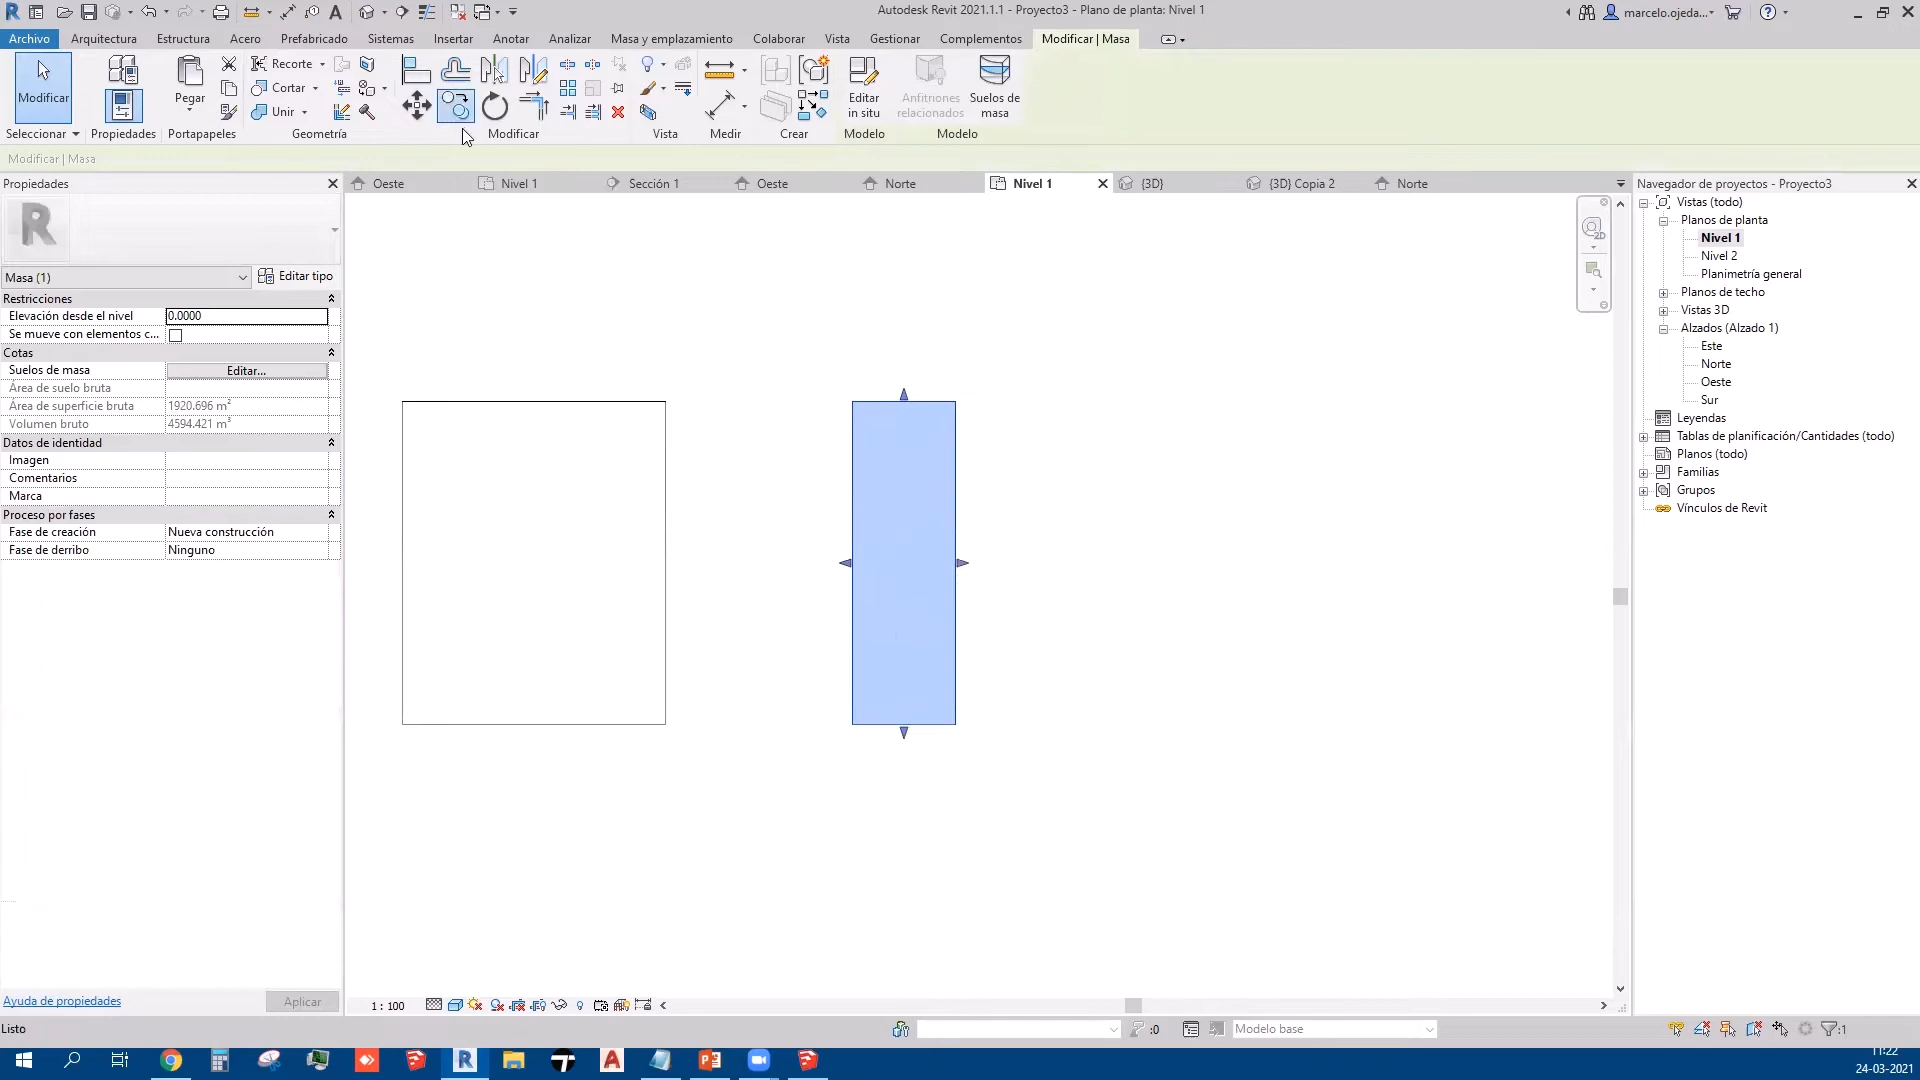 Autodesk Revit 2021.1.1 - Proyecto3 - Plano de planta: Nivel 1
marcelo.ojeda...
Archivo Arquitectura Estructura Acero Prefabricado Sistemas Insertar Anotar Analizar Masa y emplazamiento Colaborar Vista Gestionar Complementos Modificar | Masa
Modificar
Pegar
Recorte
Cortar
Unir
Editar in situ
Anfitriones relacionados
Suelos de masa
Seleccionar Propiedades Portapapeles Geometría Modificar Vista Medir Crear Modelo Modelo
Modificar | Masa
Propiedades
Oeste Nivel 1 Sección 1 Oeste Norte Nivel 1 {3D} {3D} Copia 2 Norte
2D
Masa (1) Editar tipo
Restricciones
Elevación desde el nivel 0.0000
Se mueve con elementos c...
Cotas
Suelos de masa Editar...
Área de suelo bruta
Área de superficie bruta 1920.696 m²
Volumen bruto 4594.421 m³
Datos de identidad
Imagen
Comentarios
Marca
Proceso por fases
Fase de creación Nueva construcción
Fase de derribo Ninguno
Ayuda de propiedades Aplicar
Navegador de proyectos - Proyecto3
Vistas (todo)
Planos de planta
Nivel 1
Nivel 2
Planimetría general
Planos de techo
Vistas 3D
Alzados (Alzado 1)
Este
Norte
Oeste
Sur
Leyendas
Tablas de planificación/Cantidades (todo)
Planos (todo)
Familias
Grupos
Vínculos de Revit
1 : 100
Listo
:0
Modelo base
:1
11:22
24-03-2021